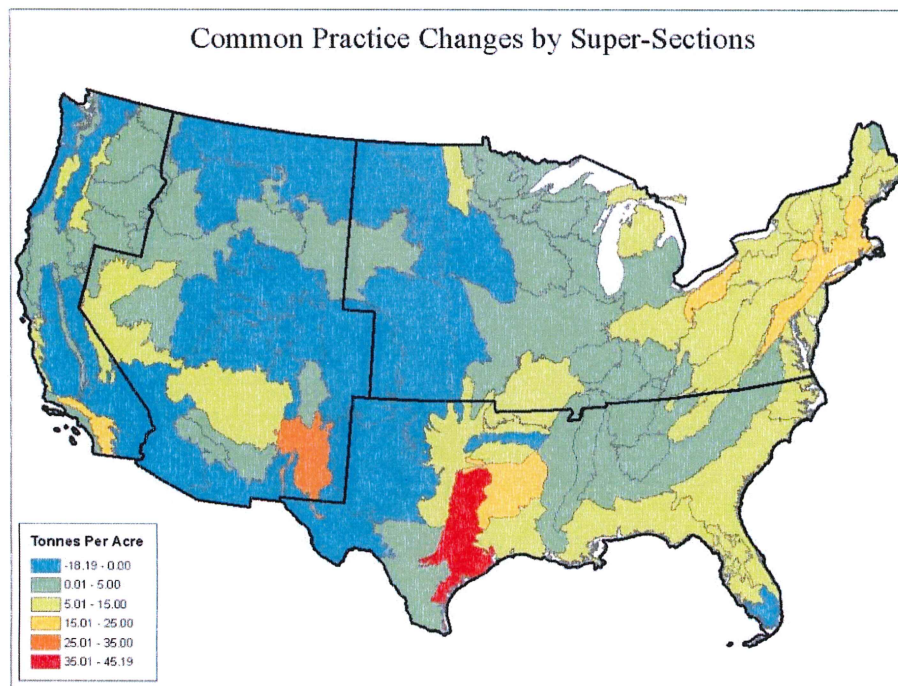 Common Practice Changes by Super-Sections
Tonnes Per Acre
-18.19 - 0.00
0.01 - 5.00
5.01 - 15.00
15.01 - 25.00
25.01 - 35.00
35.01 - 45.19